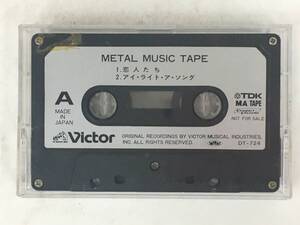 METAL MUSIC TAPE
1.恋人たち
2.アイ・ライト・ア・ソング
A
MADE IN JAPAN
TDK
MA TAPE
NOT FOR SALE
Victor
ORIGINAL RECORDINGS BY VICTOR MUSICAL INDUSTRIES,
INC. ALL RIGHTS RESERVED.
DT-724